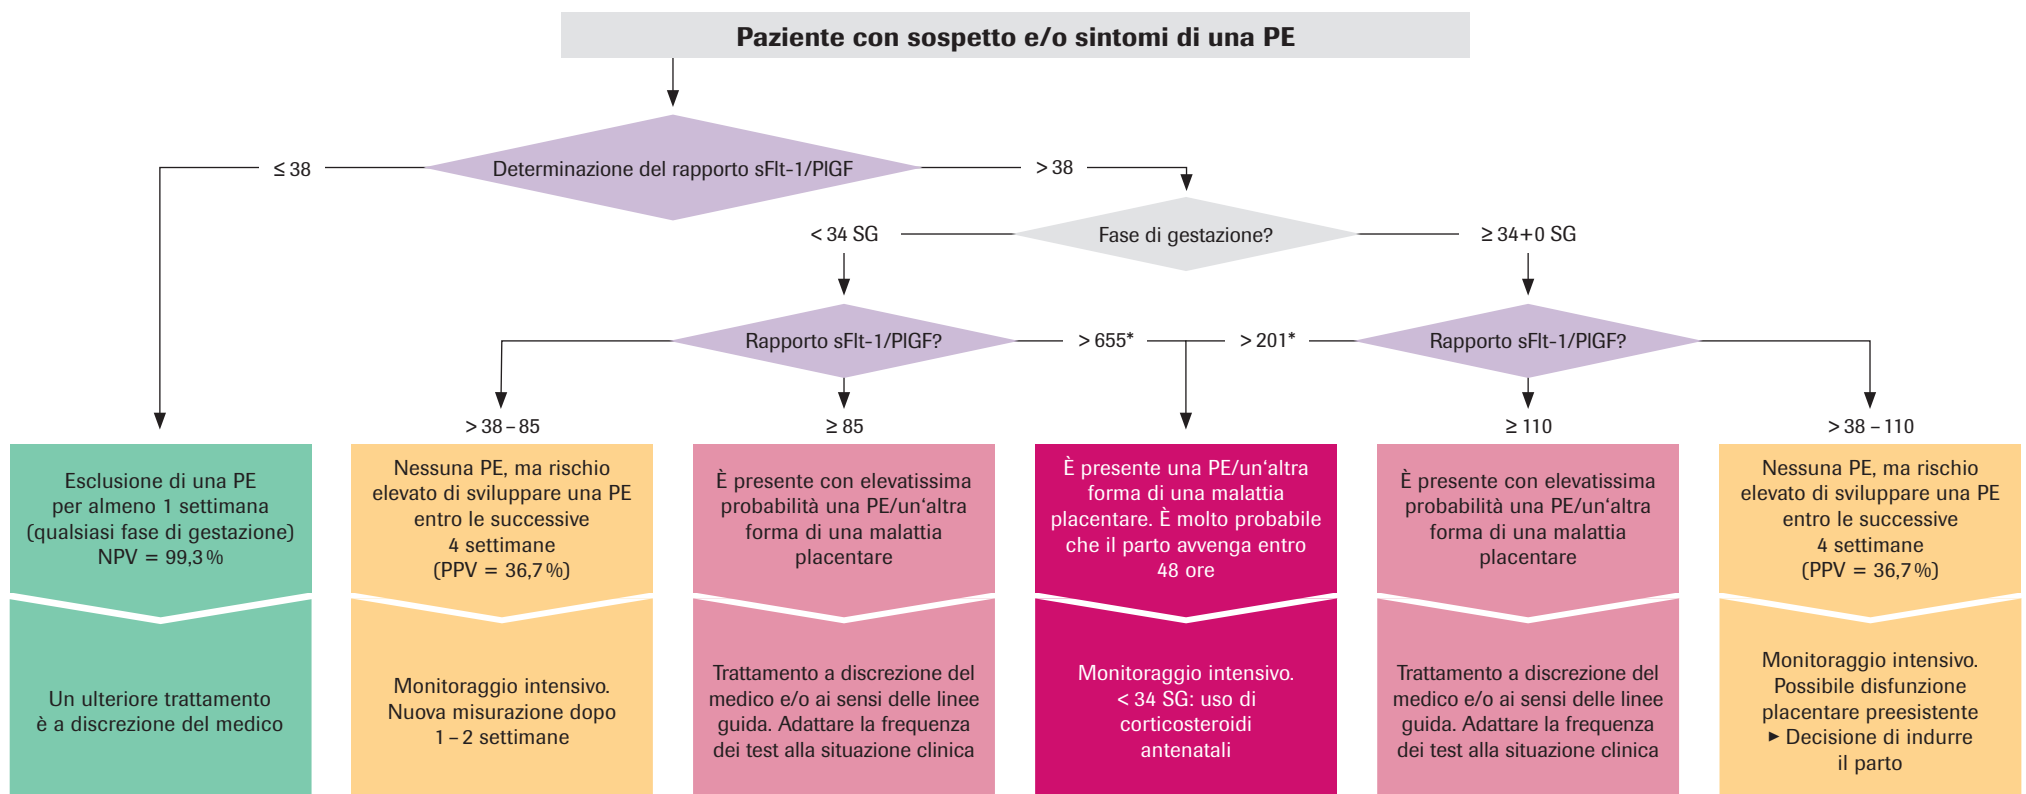 Paziente con sospetto e/o sintomi di una PE
≤ 38
Determinazione del rapporto sFlt-1/PlGF
> 38
< 34 SG
Fase di gestazione?
≥ 34+0 SG
Rapporto sFlt-1/PlGF?
> 655*
> 201*
Rapporto sFlt-1/PlGF?
> 38 – 85
≥ 85
≥ 110
> 38 – 110
Esclusione di una PE
per almeno 1 settimana
(qualsiasi fase di gestazione)
NPV = 99,3 %
Un ulteriore trattamento
è a discrezione del medico
Nessuna PE, ma rischio
elevato di sviluppare una PE
entro le successive
4 settimane
(PPV = 36,7 %)
Monitoraggio intensivo.
Nuova misurazione dopo
1 – 2 settimane
È presente con elevatissima
probabilità una PE/un‘altra
forma di una malattia
placentare
Trattamento a discrezione del
medico e/o ai sensi delle linee
guida. Adattare la frequenza
dei test alla situazione clinica
È presente una PE/un‘altra
forma di una malattia
placentare. È molto probabile
che il parto avvenga entro
48 ore
Monitoraggio intensivo.
< 34 SG: uso di
corticosteroidi
antenatali
È presente con elevatissima
probabilità una PE/un‘altra
forma di una malattia
placentare
Trattamento a discrezione del
medico e/o ai sensi delle linee
guida. Adattare la frequenza
dei test alla situazione clinica
Nessuna PE, ma rischio
elevato di sviluppare una PE
entro le successive
4 settimane
(PPV = 36,7 %)
Monitoraggio intensivo.
Possibile disfunzione
placentare preesistente
▸ Decisione di indurre
il parto